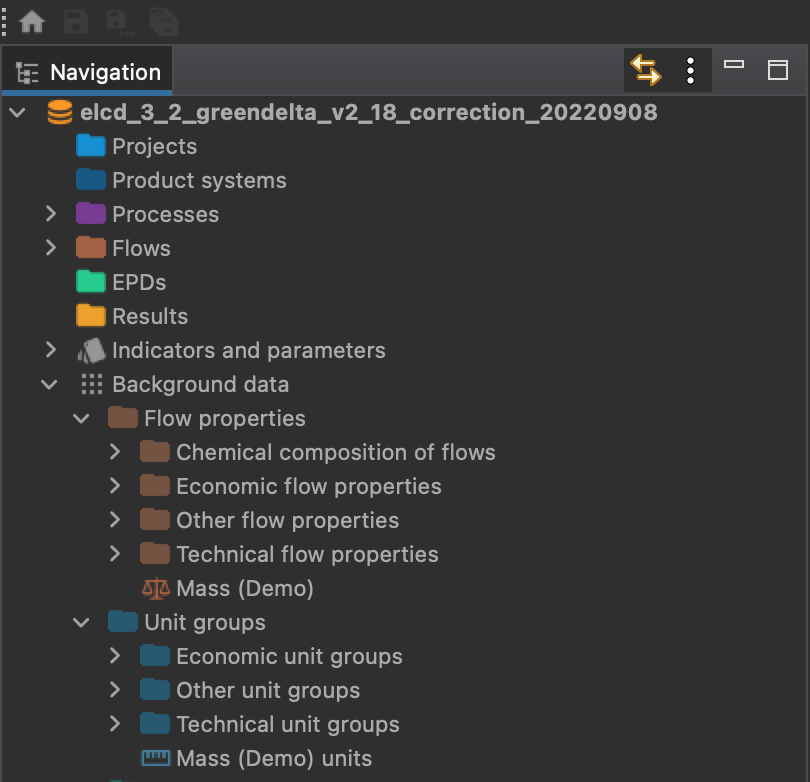 Navigation
elcd_3_2_greendelta_v2_18_correction_20220908
Projects
Product systems
Processes
Flows
EPDs
Results
Indicators and parameters
Background data
Flow properties
Chemical composition of flows
Economic flow properties
Other flow properties
Technical flow properties
Mass (Demo)
Unit groups
Economic unit groups
Other unit groups
Technical unit groups
Mass (Demo) units